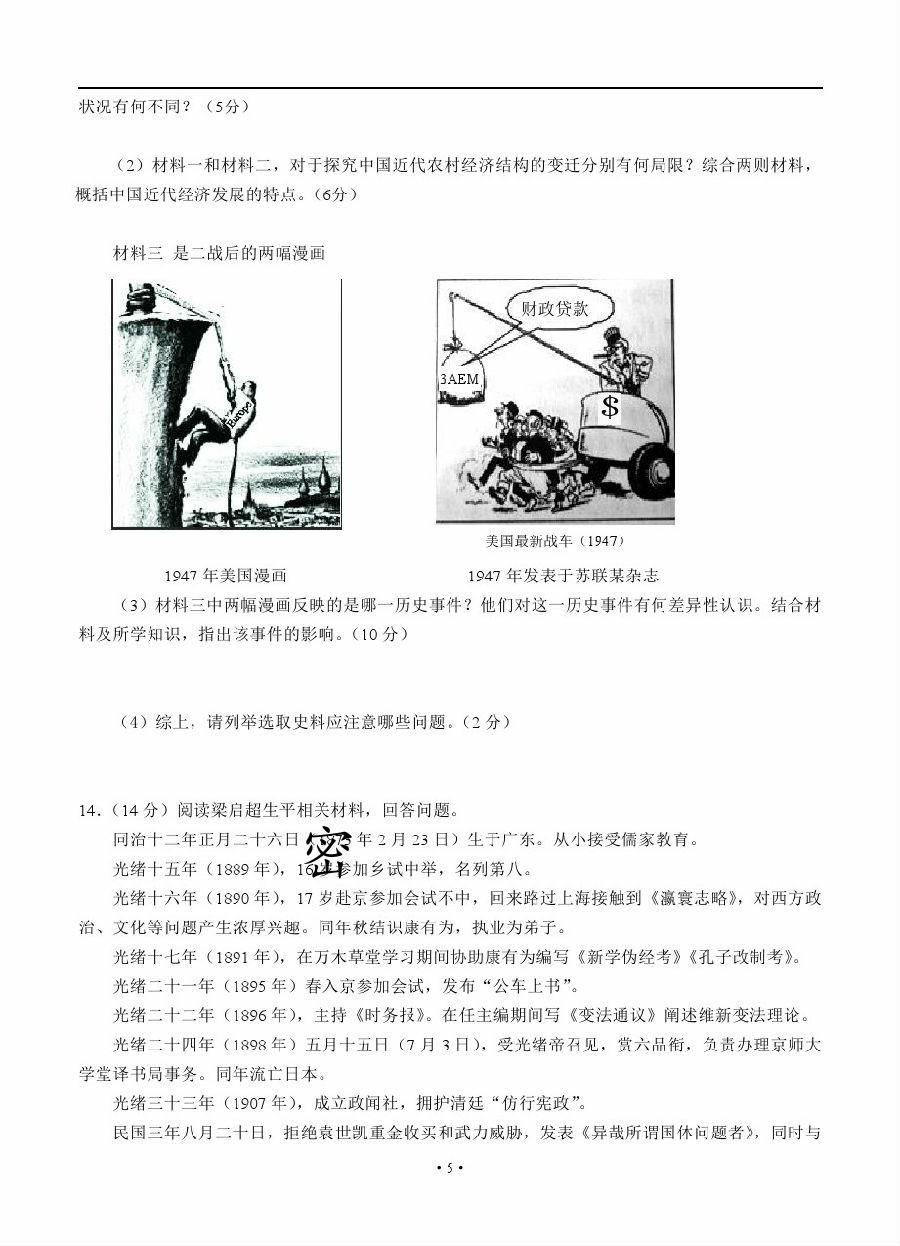 状况有何不同？（5分）
（2）材料一和材料二，对于探究中国近代农村经济结构的变迁分别有何局限？综合两则材料，
概括中国近代经济发展的特点。（6分）
材料三 是二战后的两幅漫画
财政贷款
3AEM
$
Europe
美国最新战车（1947）
1947 年美国漫画
1947 年发表于苏联某杂志
（3）材料三中两幅漫画反映的是哪一历史事件？他们对这一历史事件有何差异性认识。结合材
料及所学知识，指出该事件的影响。（10 分）
（4）综上，请列举选取史料应注意哪些问题。（2 分）
14.（14 分）阅读梁启超生平相关材料，回答问题。
同治十二年正月二十六日 密 年 2 月 23 日）生于广东。从小接受儒家教育。
光绪十五年（1889 年），16岁参加乡试中举，名列第八。
光绪十六年（1890 年），17 岁赴京参加会试不中，回来路过上海接触到《瀛寰志略》，对西方政
治、文化等问题产生浓厚兴趣。同年秋结识康有为，执业为弟子。
光绪十七年（1891 年），在万木草堂学习期间协助康有为编写《新学伪经考》《孔子改制考》。
光绪二十一年（1895 年）春入京参加会试，发布“公车上书”。
光绪二十二年（1896 年），主持《时务报》。在任主编期间写《变法通议》阐述维新变法理论。
光绪二十四年（1898 年）五月十五日（7 月 3 日），受光绪帝召见，赏六品衔，负责办理京师大
学堂译书局事务。同年流亡日本。
光绪三十三年（1907 年），成立政闻社，拥护清廷“仿行宪政”。
民国三年八月二十日，拒绝袁世凯重金收买和武力威胁，发表《异哉所谓国体问题者》，同时与
·5·